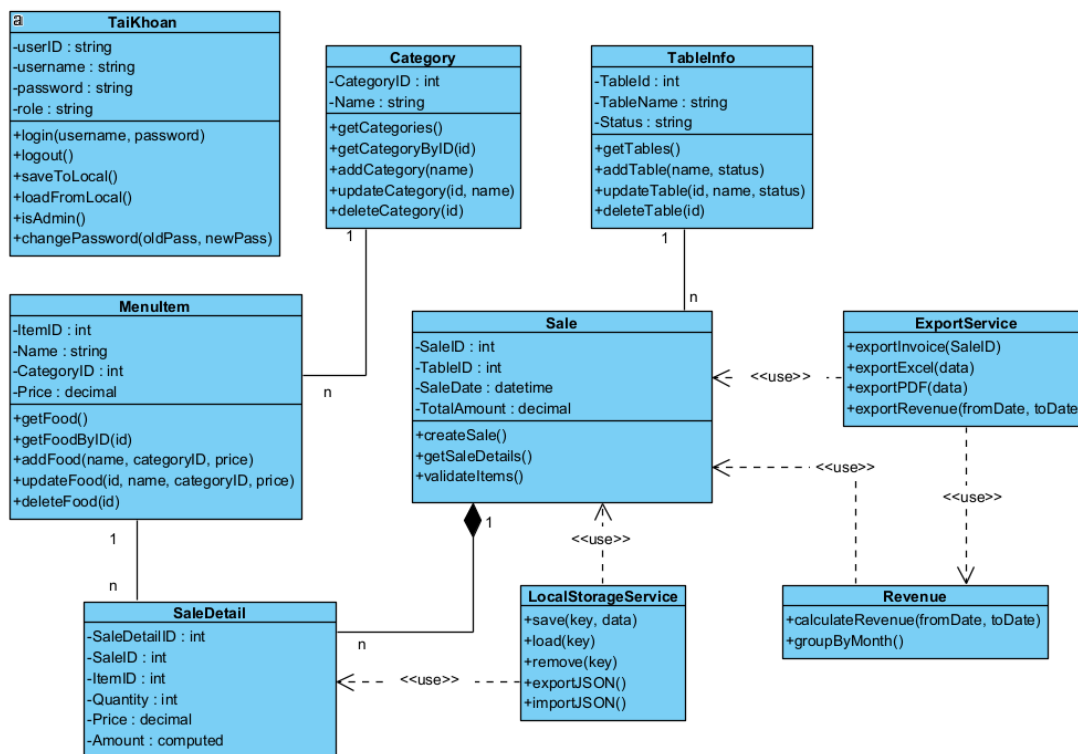 a
TaiKhoan
-userID : string
-username : string
-password : string
-role : string
+login(username, password)
+logout()
+saveToLocal()
+loadFromLocal()
+isAdmin()
+changePassword(oldPass, newPass)
Category
-CategoryID : int
-Name : string
+getCategories()
+getCategoryByID(id)
+addCategory(name)
+updateCategory(id, name)
+deleteCategory(id)
TableInfo
-TableId : int
-TableName : string
-Status : string
+getTables()
+addTable(name, status)
+updateTable(id, name, status)
+deleteTable(id)
1
n
1
n
MenuItem
-ItemID : int
-Name : string
-CategoryID : int
-Price : decimal
+getFood()
+getFoodByID(id)
+addFood(name, categoryID, price)
+updateFood(id, name, categoryID, price)
+deleteFood(id)
Sale
-SaleID : int
-TableID : int
-SaleDate : datetime
-TotalAmount : decimal
+createSale()
+getSaleDetails()
+validateItems()
<<use>>
ExportService
+exportInvoice(SaleID)
+exportExcel(data)
+exportPDF(data)
+exportRevenue(fromDate, toDate
<<use>>
<<use>>
1
n
1
n
<<use>>
SaleDetail
-SaleDetailID : int
-SaleID : int
-ItemID : int
-Quantity : int
-Price : decimal
-Amount : computed
<<use>>
LocalStorageService
+save(key, data)
+load(key)
+remove(key)
+exportJSON()
+importJSON()
Revenue
+calculateRevenue(fromDate, toDate)
+groupByMonth()